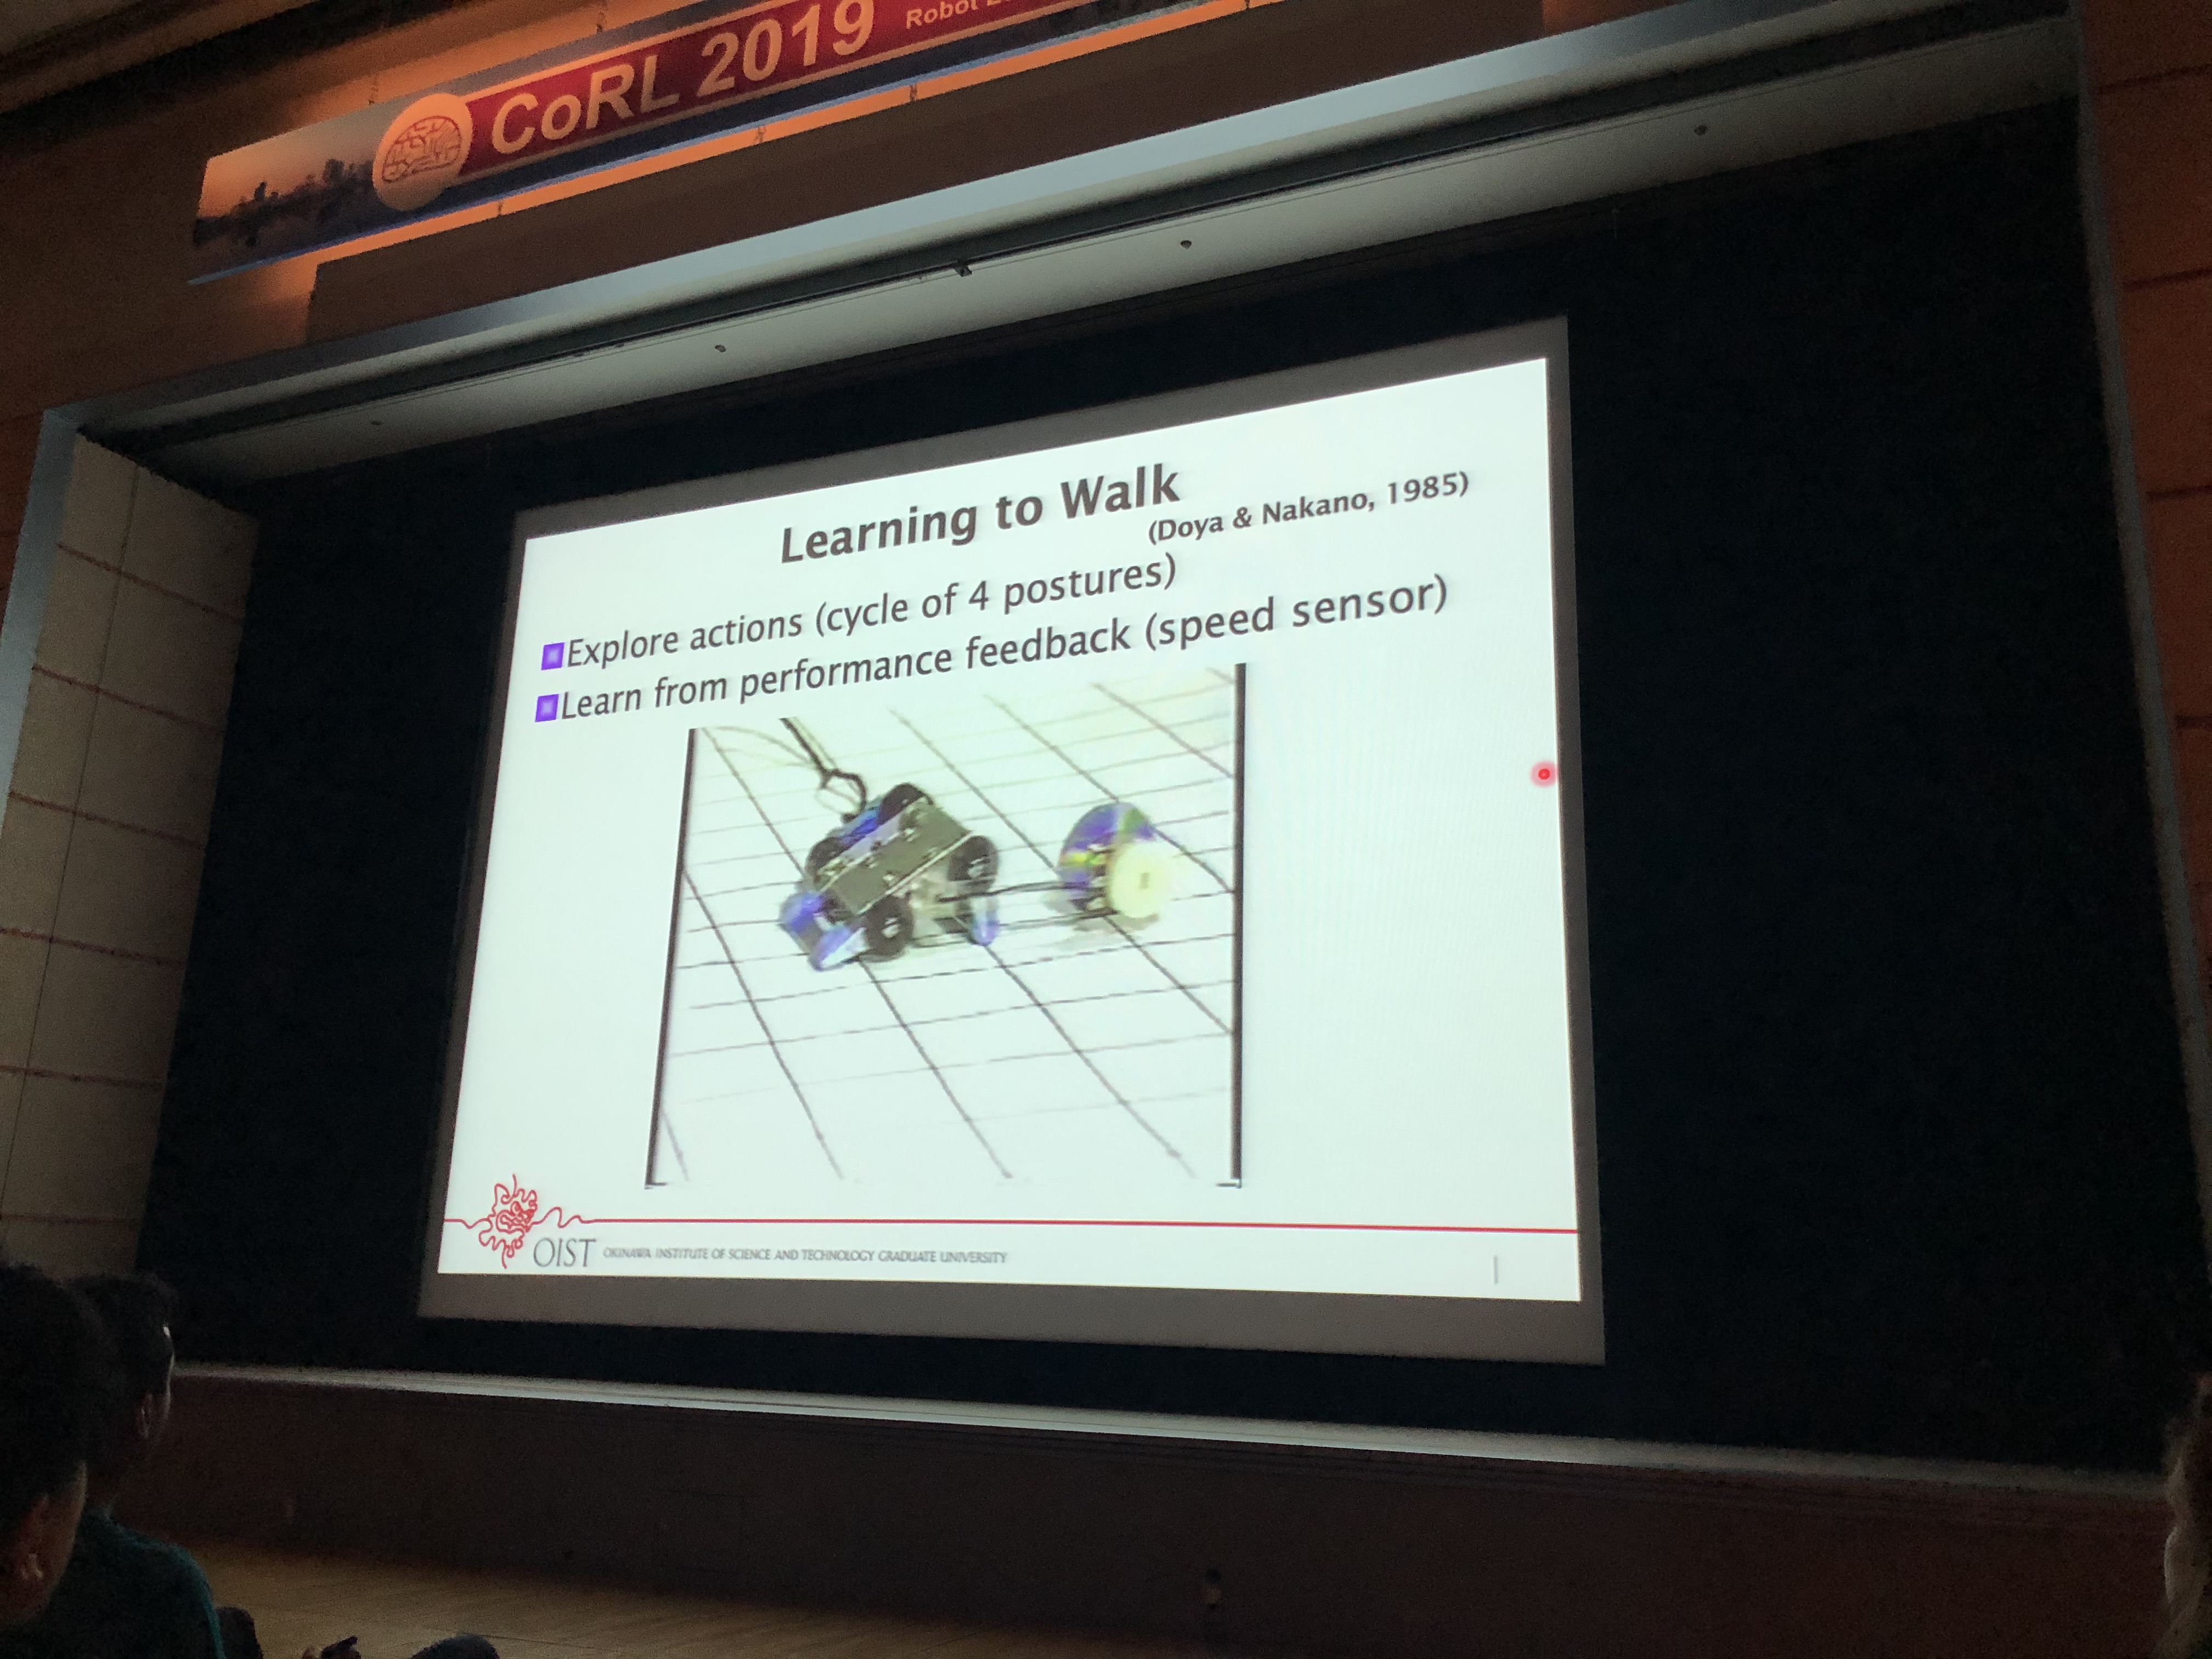 CoRL 2019
Robot
Learning to Walk
(Doya & Nakano, 1985)
Explore actions (cycle of 4 postures)
Learn from performance feedback (speed sensor)
OIST OKINAWA INSTITUTE OF SCIENCE AND TECHNOLOGY GRADUATE UNIVERSITY